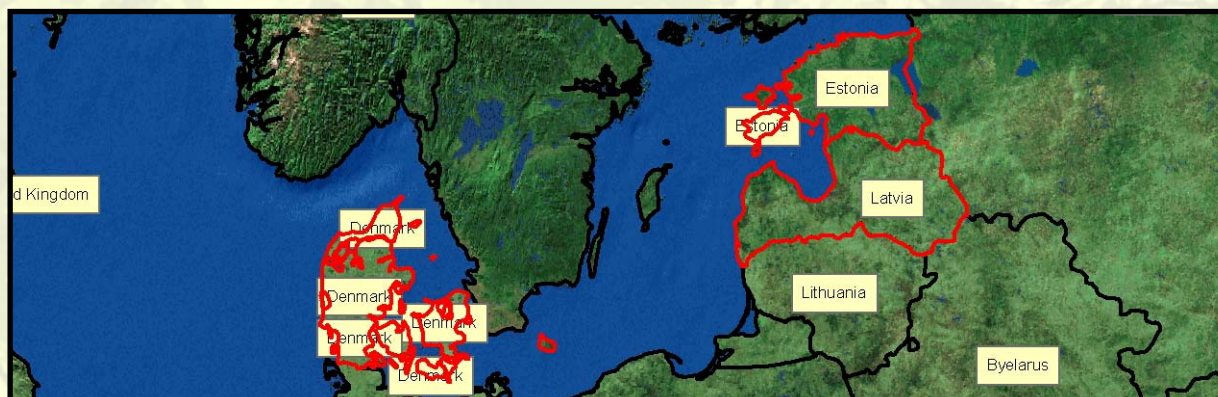 Estonia
Estonia
d Kingdom
Latvia
Denmark
Lithuania
Denmark
Denmark
Denmark
Byelarus
Denmark